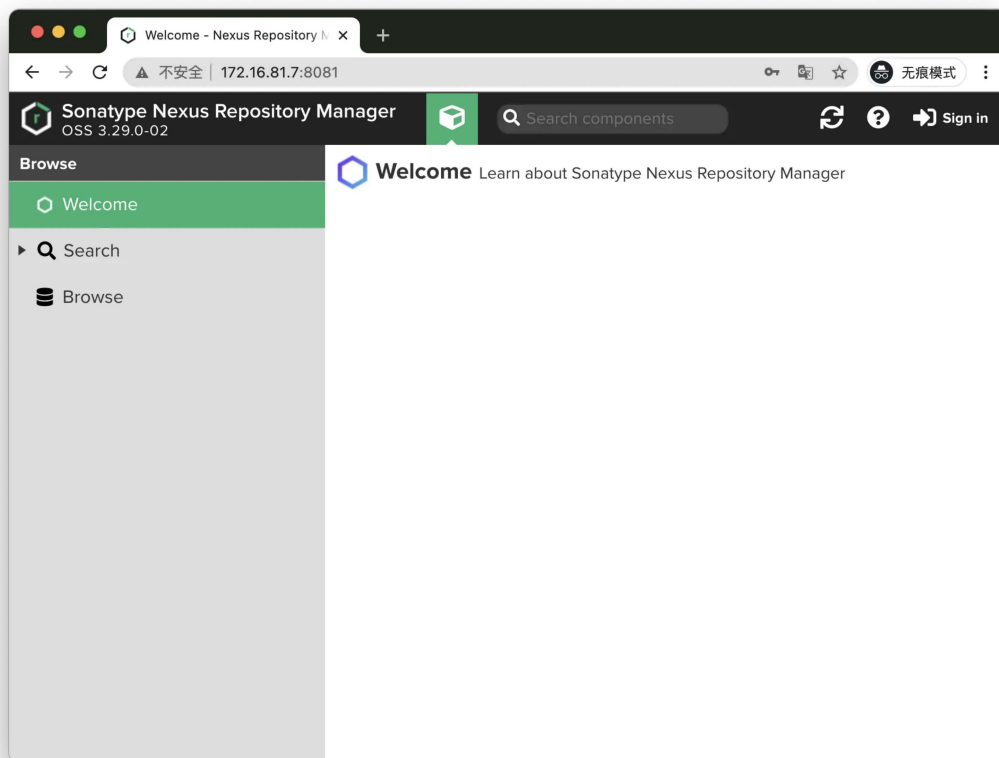 Welcome - Nexus Repository M
不安全 | 172.16.81.7:8081
无痕模式
Sonatype Nexus Repository Manager
OSS 3.29.0-02
Search components
Sign in
Browse
Welcome
Search
Browse
Welcome Learn about Sonatype Nexus Repository Manager